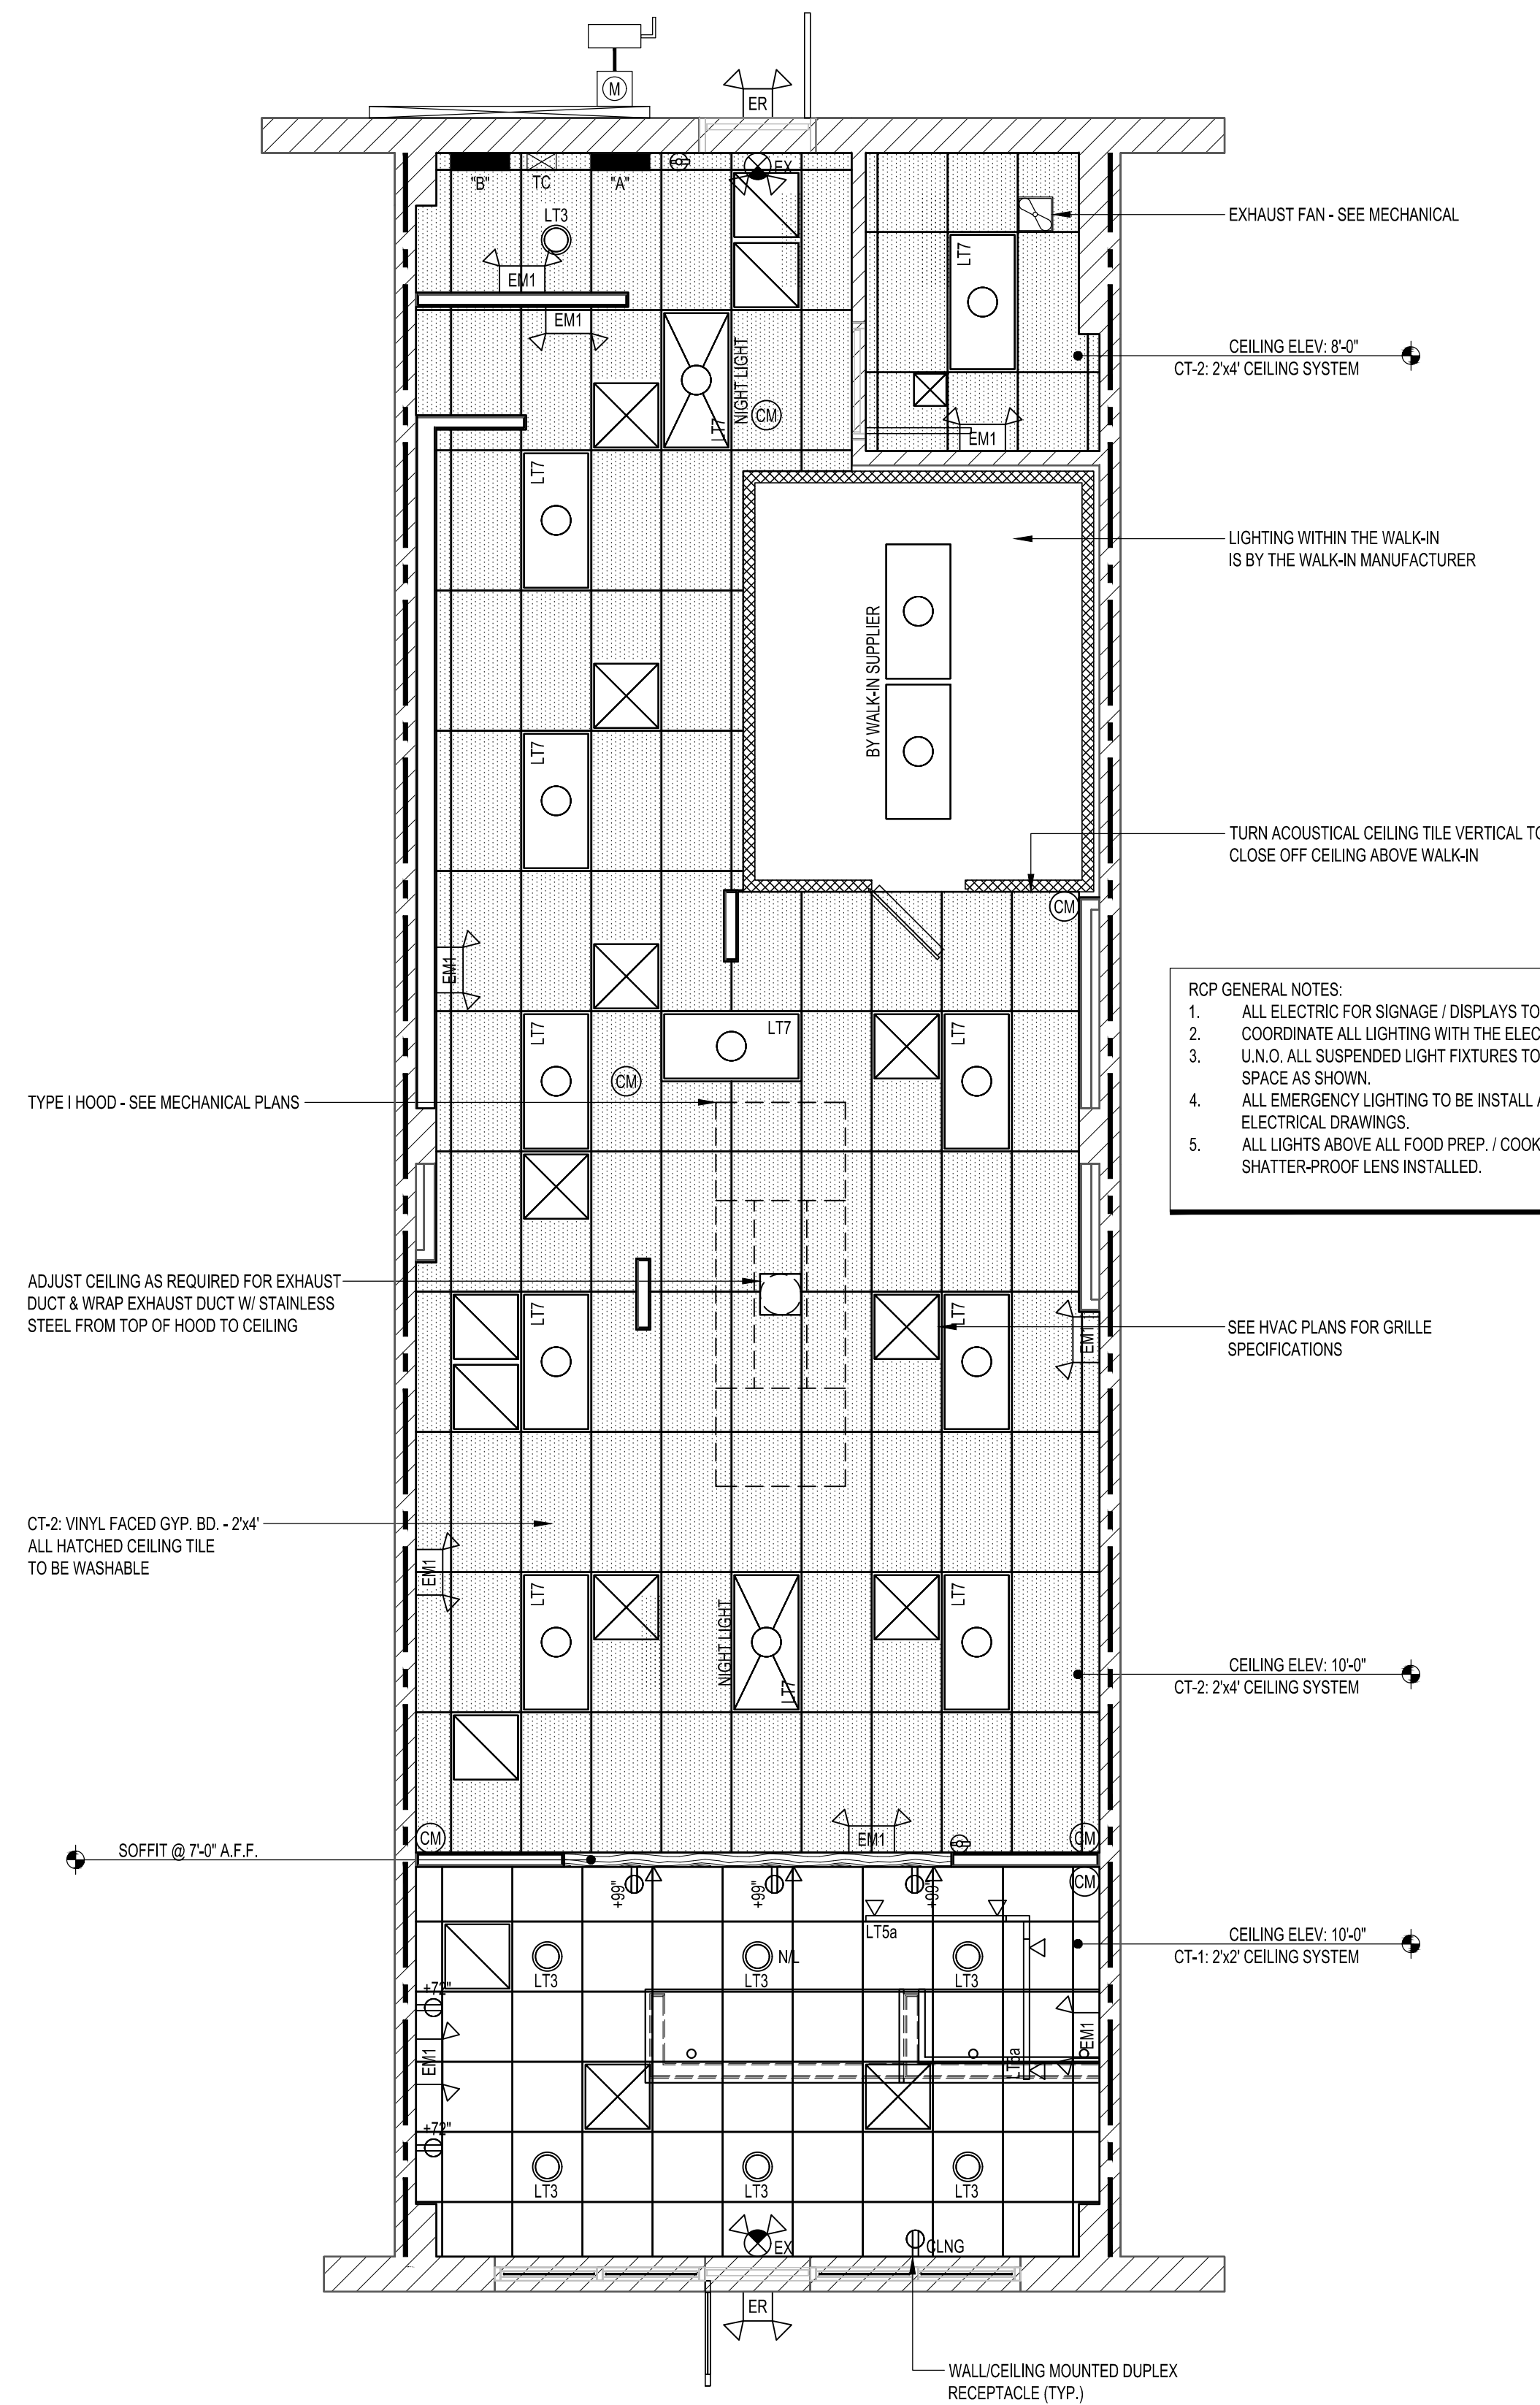 M
ER
EX
"B"
TC
"A"
LT3
EM1
EM1
LT7
NIGHT LIGHT
CM
LT7
EM1
EXHAUST FAN - SEE MECHANICAL
CEILING ELEV: 8'-0"
CT-2: 2'x4' CEILING SYSTEM
LT7
LIGHTING WITHIN THE WALK-IN
IS BY THE WALK-IN MANUFACTURER
BY WALK-IN SUPPLIER
LT7
TURN ACOUSTICAL CEILING TILE VERTICAL TO
CLOSE OFF CEILING ABOVE WALK-IN
CM
EM1
RCP GENERAL NOTES:
1. ALL ELECTRIC FOR SIGNAGE / DISPLAYS TO
2. COORDINATE ALL LIGHTING WITH THE ELEC
3. U.N.O. ALL SUSPENDED LIGHT FIXTURES TO
SPACE AS SHOWN.
4. ALL EMERGENCY LIGHTING TO BE INSTALL
ELECTRICAL DRAWINGS.
5. ALL LIGHTS ABOVE ALL FOOD PREP. / COOK
SHATTER-PROOF LENS INSTALLED.
LT7
LT7
LT7
CM
TYPE I HOOD - SEE MECHANICAL PLANS
ADJUST CEILING AS REQUIRED FOR EXHAUST
DUCT & WRAP EXHAUST DUCT W/ STAINLESS
STEEL FROM TOP OF HOOD TO CEILING
LT7
LT7
EM1
SEE HVAC PLANS FOR GRILLE
SPECIFICATIONS
CT-2: VINYL FACED GYP. BD. - 2'x4'
ALL HATCHED CEILING TILE
TO BE WASHABLE
EM1
LT7
NIGHT LIGHT
LT7
LT7
CEILING ELEV: 10'-0"
CT-2: 2'x4' CEILING SYSTEM
CM
EM1
CM
SOFFIT @ 7'-0" A.F.F.
CM
+99"
+99"
+99"
LT5a
CEILING ELEV: 10'-0"
CT-1: 2'x2' CEILING SYSTEM
LT3
N/L
LT3
LT3
+72"
EM1
LT5a
EM1
+72"
LT3
LT3
LT3
EX
CLNG
ER
WALL/CEILING MOUNTED DUPLEX
RECEPTACLE (TYP.)